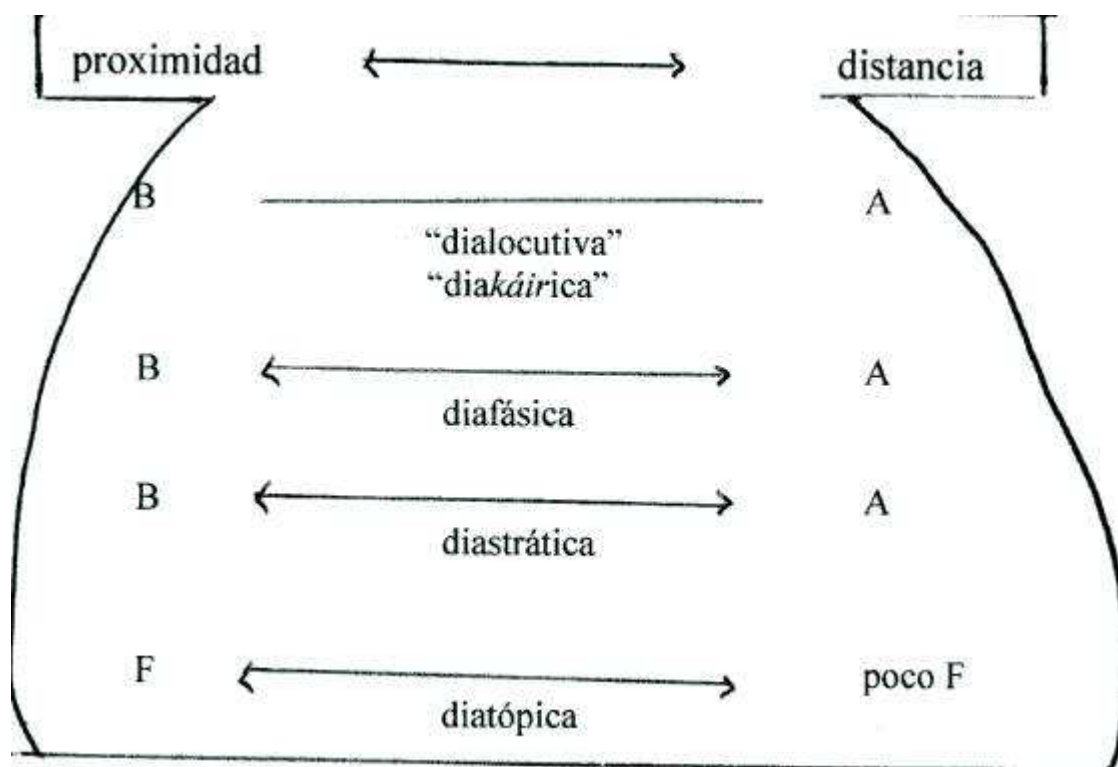 proximidad distancia
B A
“dialocutiva”
“diakáirica”
B A
diafásica
B A
diastrática
F poco F
diatópica